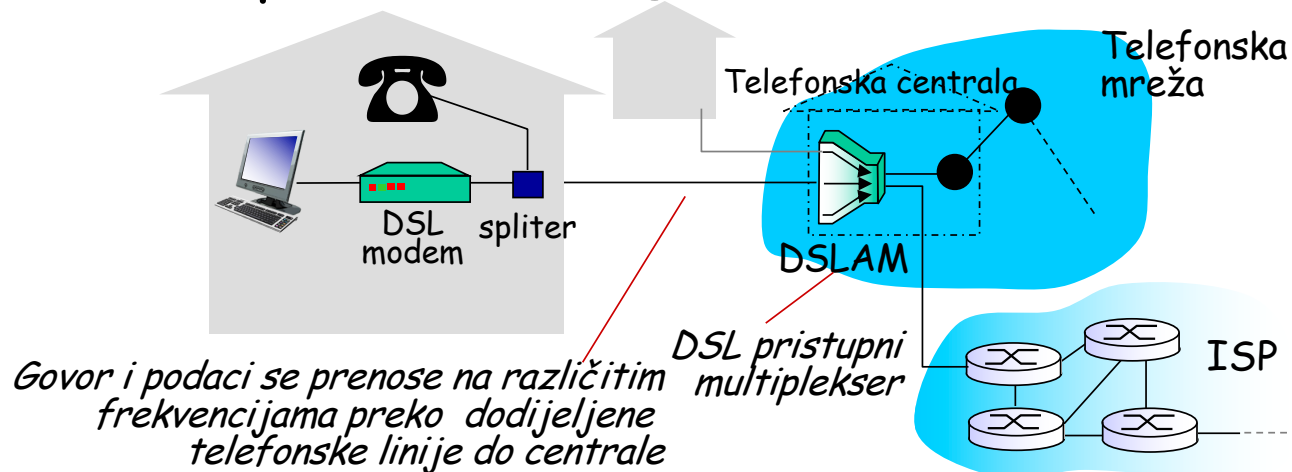 Telefonska
mreža
Telefonska centrala
DSL
modem
spliter
DSLAM
DSL pristupni
multiplekser
ISP
Govor i podaci se prenose na različitim
frekvencijama preko dodijeljene
telefonske linije do centrale